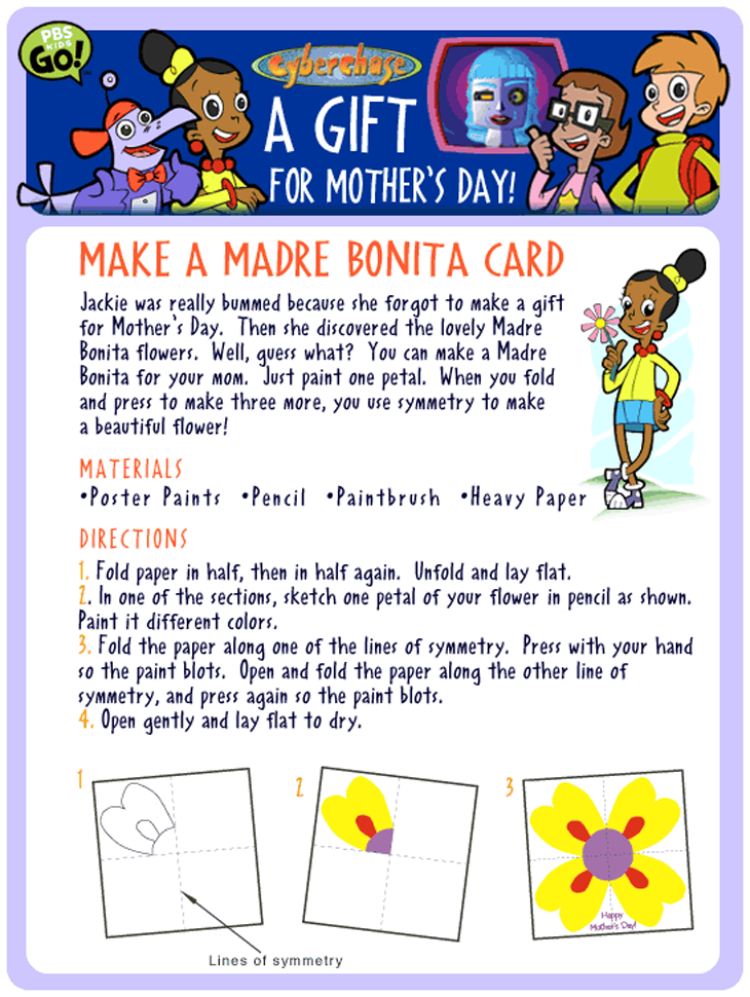 PBS
KIDS
GO!
Cyberchase
A GIFT
FOR MOTHER'S DAY!
MAKE A MADRE BONITA CARD
Jackie was really bummed because she forgot to make a gift
for Mother's Day. Then she discovered the lovely Madre
Bonita flowers. Well, guess what? You can make a Madre
Bonita for your mom. Just paint one petal. When you fold
and press to make three more, you use symmetry to make
a beautiful flower!
MATERIALS
•Poster Paints •Pencil •Paintbrush •Heavy Paper
DIRECTIONS
1. Fold paper in half, then in half again. Unfold and lay flat.
2. In one of the sections, sketch one petal of your flower in pencil as shown.
Paint it different colors.
3. Fold the paper along one of the lines of symmetry. Press with your hand
so the paint blots. Open and fold the paper along the other line of
symmetry, and press again so the paint blots.
4. Open gently and lay flat to dry.
1 2 3
Happy
Mother's Day!
Lines of symmetry